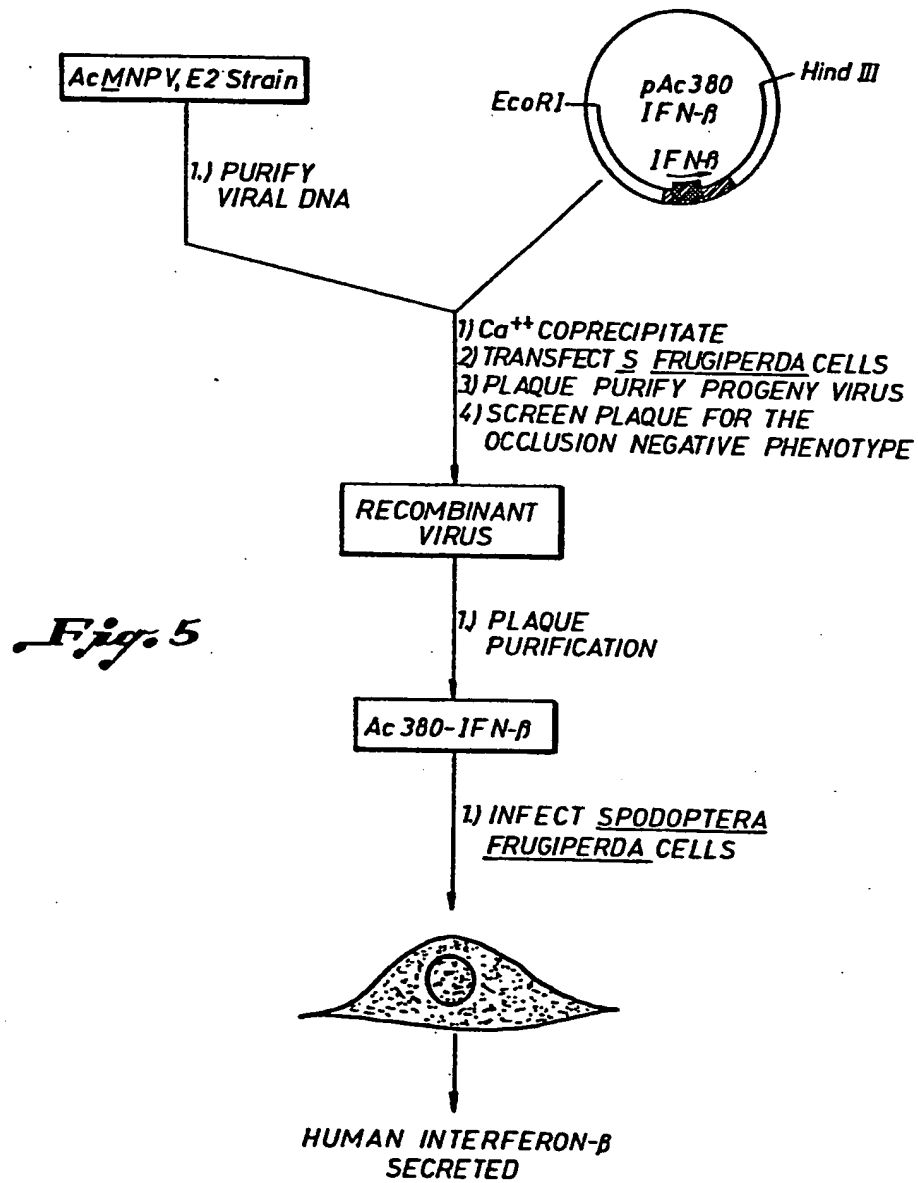 AcMNPV, E2 Strain
1.) PURIFY
VIRAL DNA
EcoRI
pAc380
IFN-β
IFN-β
Hind III
1) Ca++ COPRECIPITATE
2) TRANSFECT S FRUGIPERDA CELLS
3) PLAQUE PURIFY PROGENY VIRUS
4) SCREEN PLAQUE FOR THE
OCCLUSION NEGATIVE PHENOTYPE
RECOMBINANT
VIRUS
Fig. 5
1.) PLAQUE
PURIFICATION
Ac 380-IFN-β
1.) INFECT SPODOPTERA
FRUGIPERDA CELLS
HUMAN INTERFERON-β
SECRETED